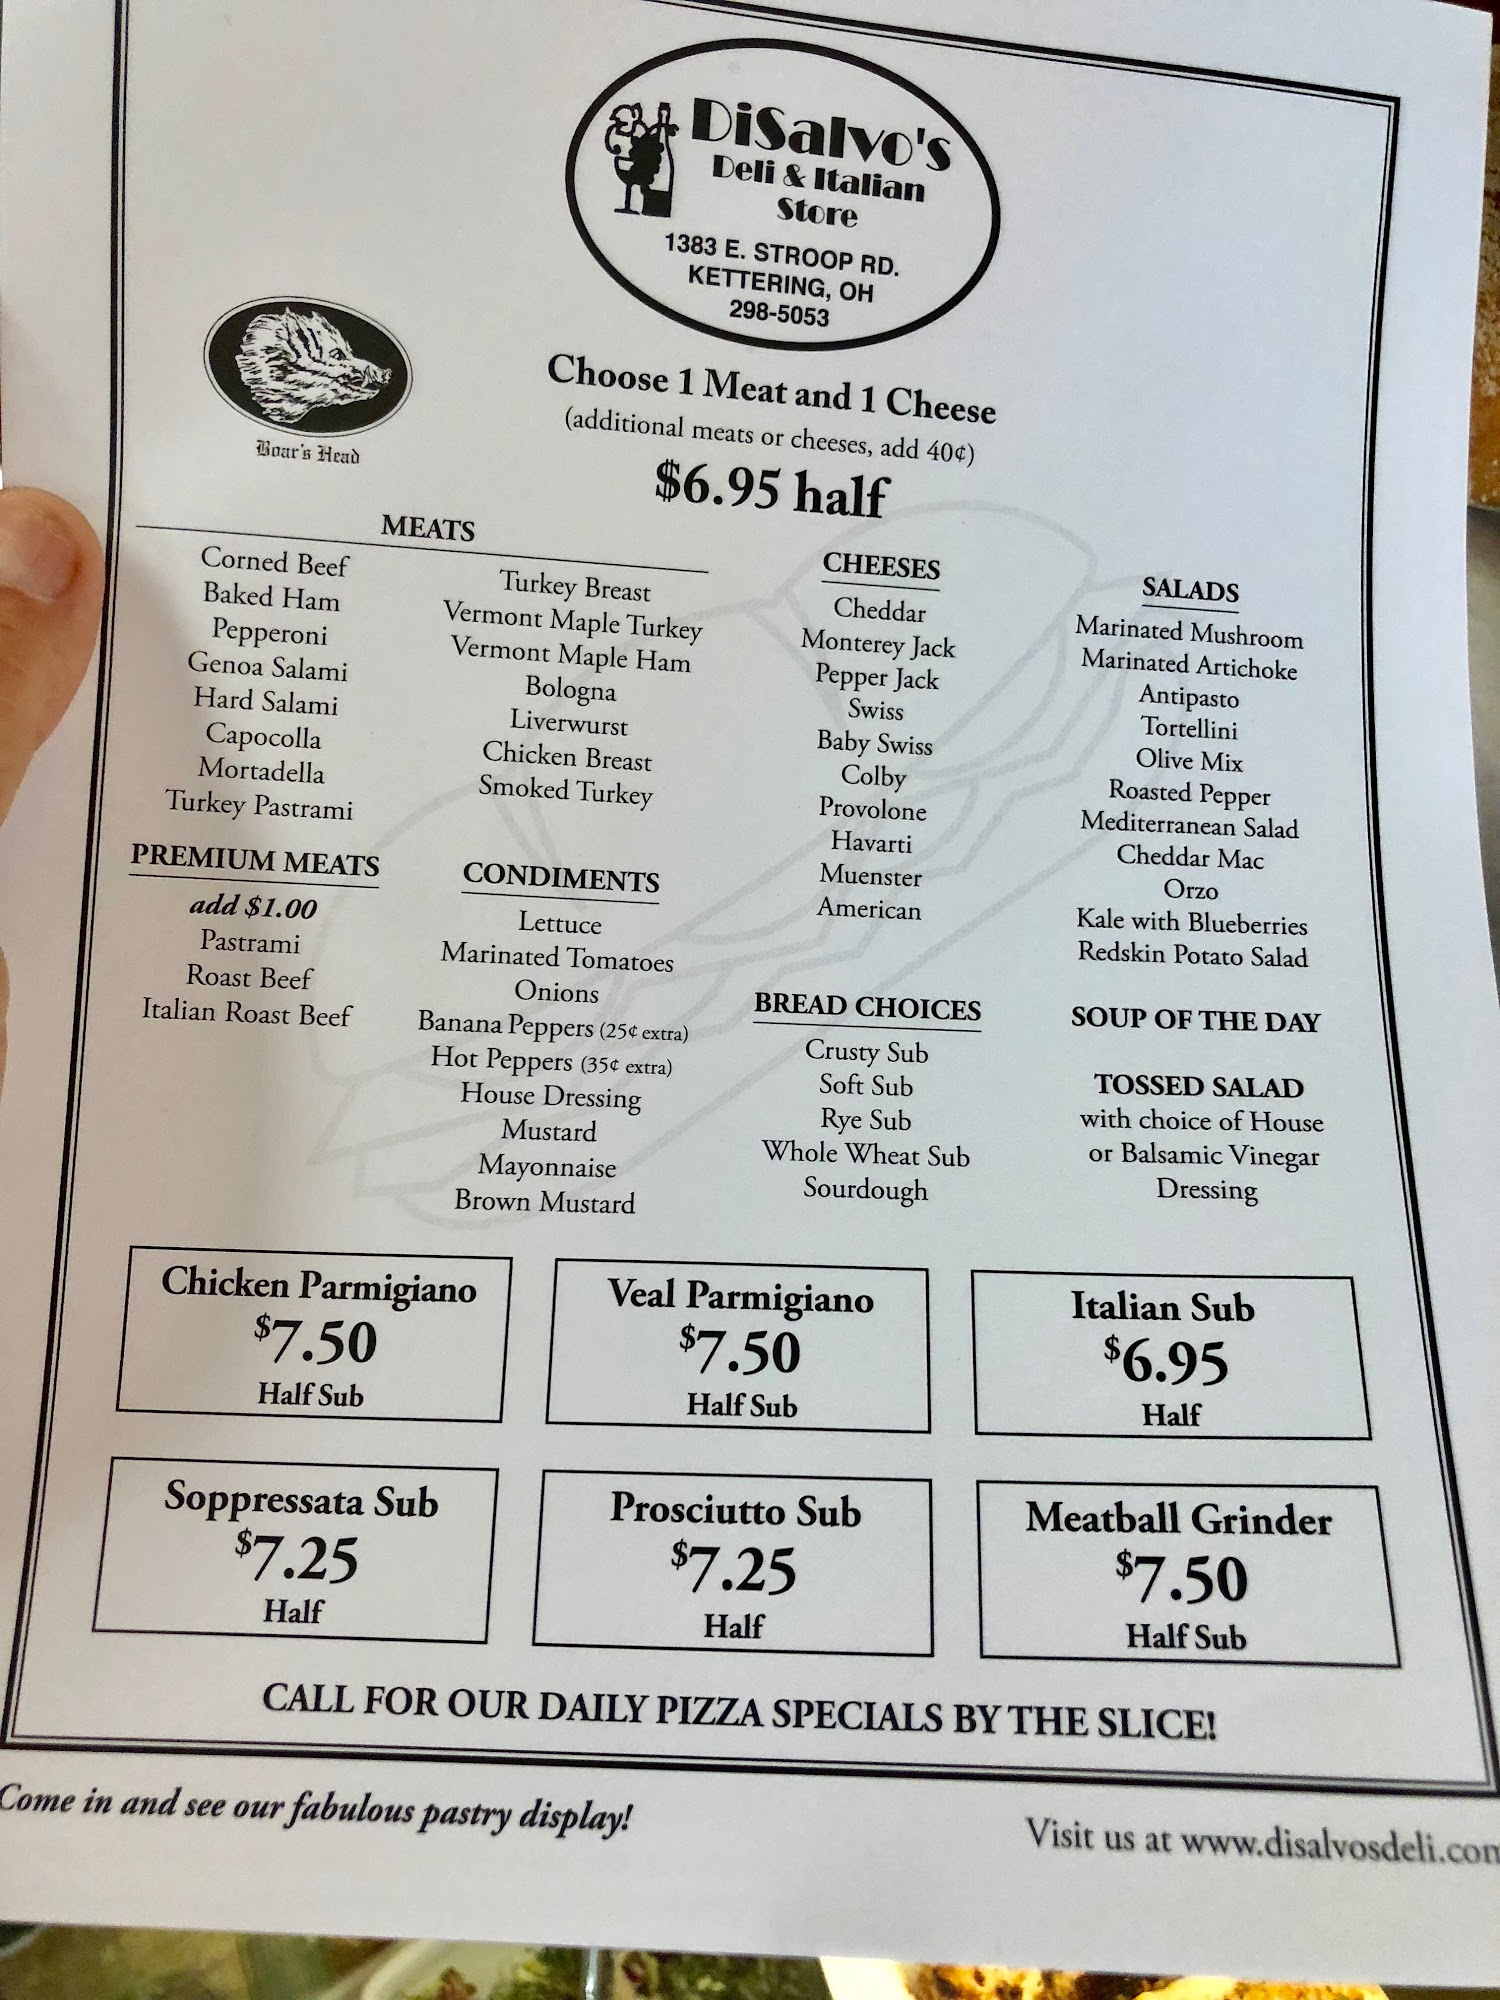 DiSalvo's
Deli & Italian
Store
1383 E. STROOP RD.
KETTERING, OH
298-5053
Boar's Head
Choose 1 Meat and 1 Cheese
(additional meats or cheeses, add 40¢)
$6.95 half
MEATS
Corned Beef
Baked Ham
Pepperoni
Genoa Salami
Hard Salami
Capocolla
Mortadella
Turkey Pastrami
Turkey Breast
Vermont Maple Turkey
Vermont Maple Ham
Bologna
Liverwurst
Chicken Breast
Smoked Turkey
PREMIUM MEATS
add $1.00
Pastrami
Roast Beef
Italian Roast Beef
CONDIMENTS
Lettuce
Marinated Tomatoes
Onions
Banana Peppers (25¢ extra)
Hot Peppers (35¢ extra)
House Dressing
Mustard
Mayonnaise
Brown Mustard
CHEESES
Cheddar
Monterey Jack
Pepper Jack
Swiss
Baby Swiss
Colby
Provolone
Havarti
Muenster
American
BREAD CHOICES
Crusty Sub
Soft Sub
Rye Sub
Whole Wheat Sub
Sourdough
SALADS
Marinated Mushroom
Marinated Artichoke
Antipasto
Tortellini
Olive Mix
Roasted Pepper
Mediterranean Salad
Cheddar Mac
Orzo
Kale with Blueberries
Redskin Potato Salad
SOUP OF THE DAY
TOSSED SALAD
with choice of House
or Balsamic Vinegar
Dressing
Chicken Parmigiano
$7.50
Half Sub
Veal Parmigiano
$7.50
Half Sub
Italian Sub
$6.95
Half
Soppressata Sub
$7.25
Half
Prosciutto Sub
$7.25
Half
Meatball Grinder
$7.50
Half Sub
CALL FOR OUR DAILY PIZZA SPECIALS BY THE SLICE!
Come in and see our fabulous pastry display!
Visit us at www.disalvosdeli.com